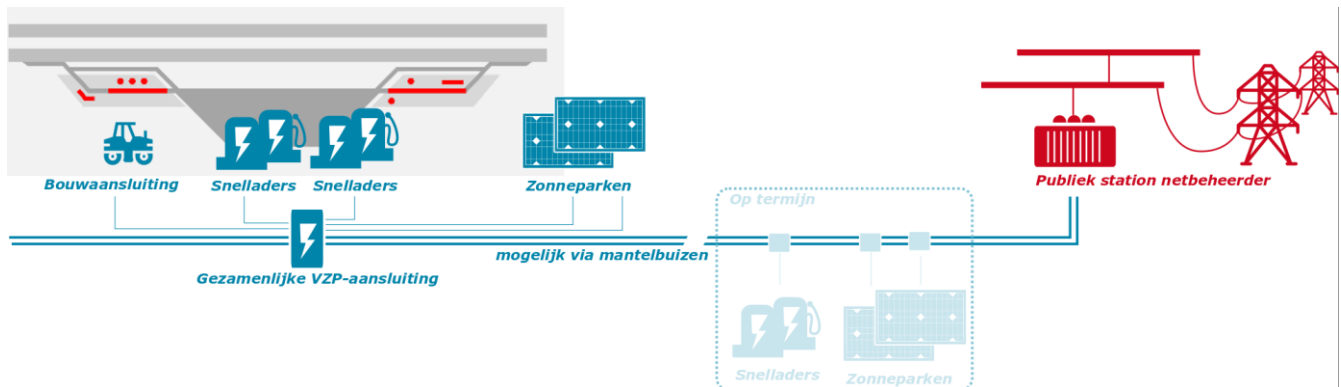 Bouwaansluiting
Snelladers
Snelladers
Zonneparken
Publiek station netbeheerder
Op termijn
mogelijk via mantelbuizen
Gezamenlijke VZP-aansluiting
Snelladers
Zonneparken